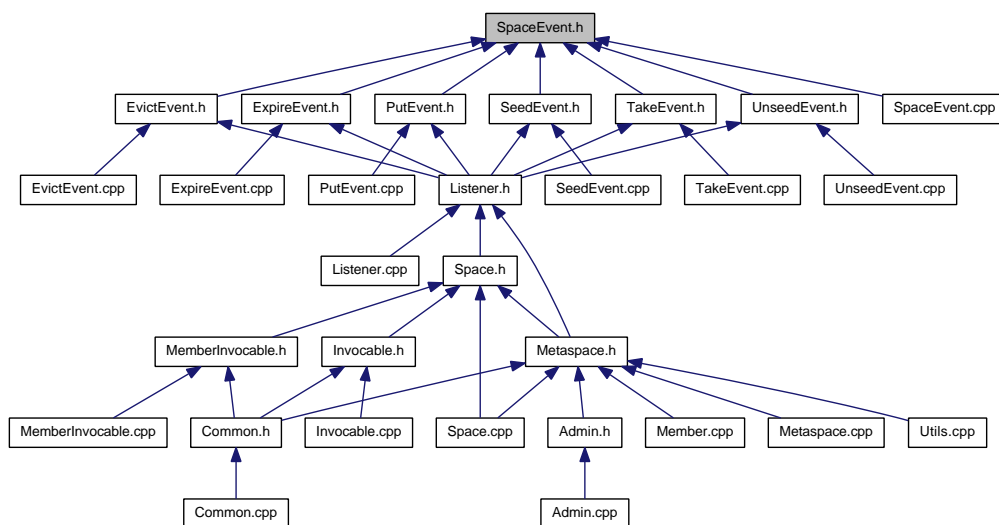 SpaceEvent.h
EvictEvent.h
ExpireEvent.h
PutEvent.h
SeedEvent.h
TakeEvent.h
UnseedEvent.h
SpaceEvent.cpp
EvictEvent.cpp
ExpireEvent.cpp
PutEvent.cpp
Listener.h
SeedEvent.cpp
TakeEvent.cpp
UnseedEvent.cpp
Listener.cpp
Space.h
MemberInvocable.h
Invocable.h
Metaspace.h
MemberInvocable.cpp
Common.h
Invocable.cpp
Space.cpp
Admin.h
Member.cpp
Metaspace.cpp
Utils.cpp
Common.cpp
Admin.cpp